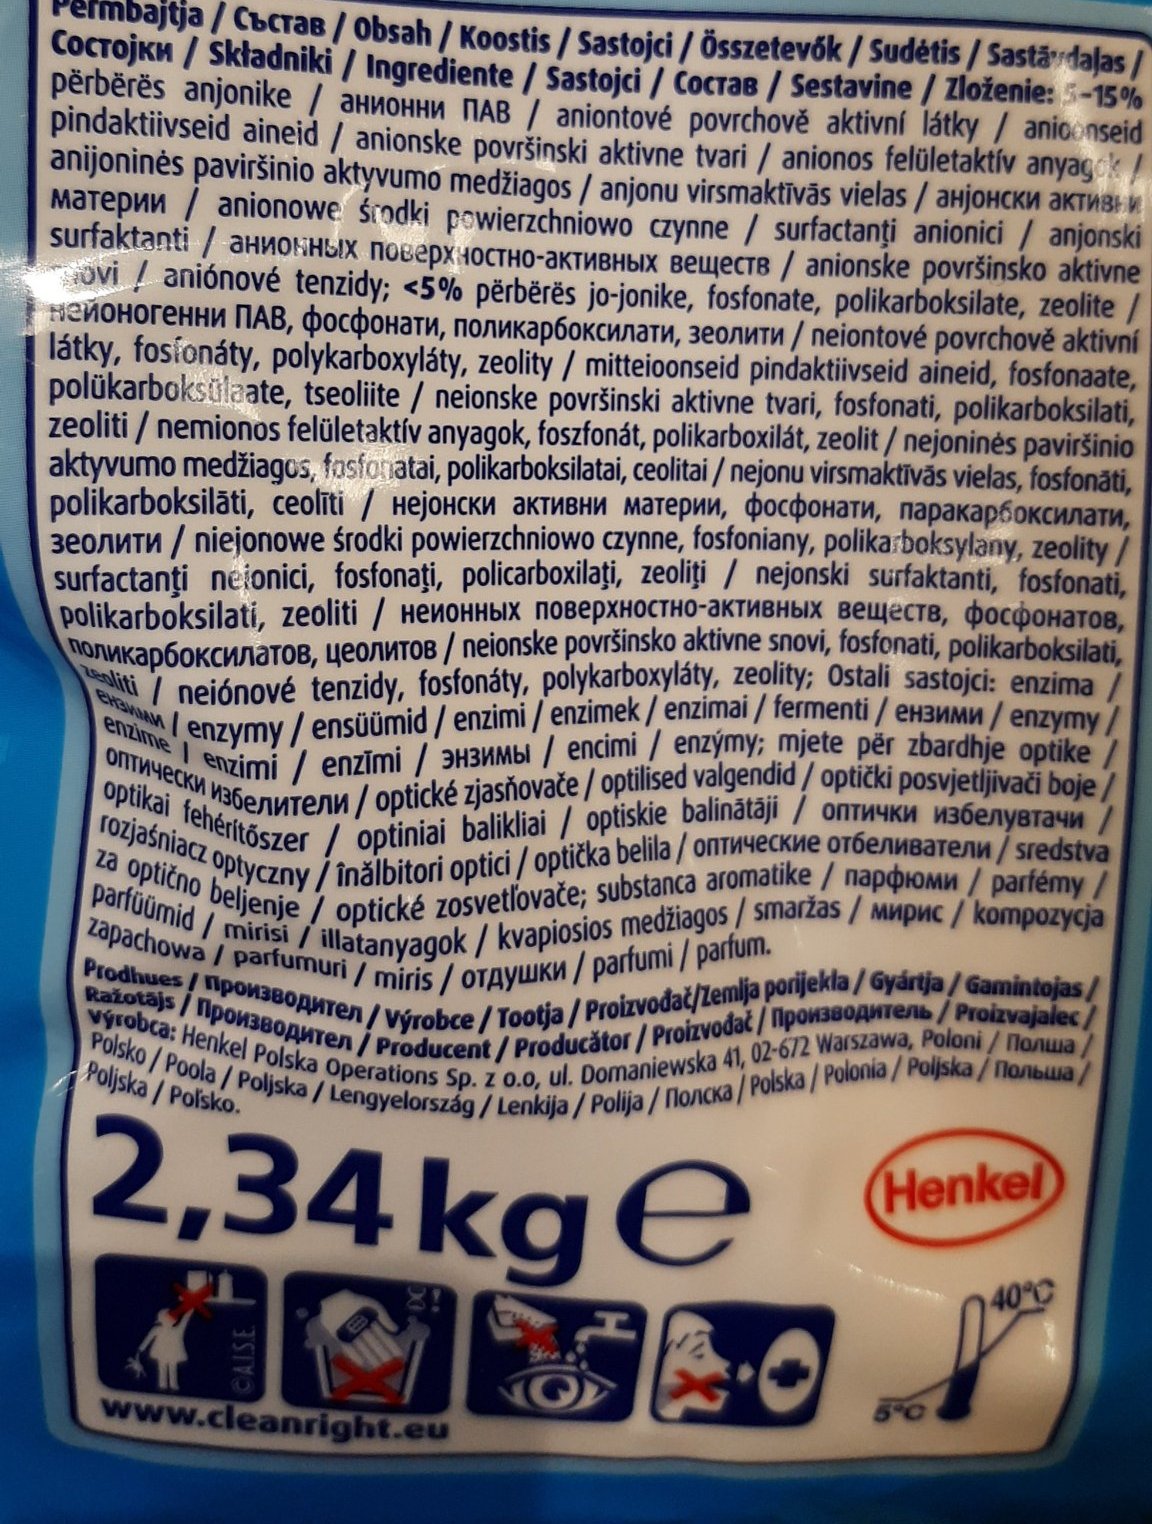 Përmbajtja / Състав / Obsah / Koostis / Sastojci / Összetevők / Sudėtis / Sastāvdaļas /
Состојки / Składniki / Ingrediente / Sastojci / Состав / Sestavine / Zloženie: 5-15%
përbërës anjonike / анионни ПАВ / aniontové povrchově aktivní látky / anioonseid
pindaktiivseid aineid / anionske površinski aktivne tvari / anionos felületaktív anyagok /
anijoninės paviršinio aktyvumo medžiagos / anjonu virsmaktīvās vielas / анјонски активни
материи / anionowe środki powierzchniowo czynne / surfactanți anionici / anjonski
surfaktanti / анионных поверхностно-активных веществ / anionske površinsko aktivne
snovi / aniónové tenzidy; <5% përbërës jo-jonike, fosfonate, polikarboksilate, zeolite /
нейоногенни ПАВ, фосфонати, поликарбоксилати, зеолити / neiontové povrchově aktivní
látky, fosfonáty, polykarboxyláty, zeolity / mitteioonseid pindaktiivseid aineid, fosfonaate,
polükarboksülaate, tseoliite / neionske površinski aktivne tvari, fosfonati, polikarboksilati,
zeoliti / nemionos felületaktív anyagok, foszfonát, polikarboxilát, zeolit / nejoninės paviršinio
aktyvumo medžiagos, fosfonatai, polikarboksilatai, ceolitai / nejonu virsmaktīvās vielas, fosfonāti,
polikarboksilāti, ceolīti / нејонски активни материи, фосфонати, паракарбоксилати,
зеолити / niejonowe środki powierzchniowo czynne, fosfoniany, polikarboksylany, zeolity /
surfactanți neionici, fosfonați, policarboxilați, zeoliți / nejonski surfaktanti, fosfonati,
polikarboksilati, zeoliti / неионных поверхностно-активных веществ, фосфонатов,
поликарбоксилатов, цеолитов / neionske površinsko aktivne snovi, fosfonati, polikarboksilati,
zeoliti / neiónové tenzidy, fosfonáty, polykarboxyláty, zeolity; Ostali sastojci: enzima /
ензими / enzymy / ensüümid / enzimi / enzimek / enzimai / fermenti / ензими / enzymy /
enzime / enzimi / enzīmi / энзимы / encimi / enzýmy; mjete për zbardhje optike /
оптически избелители / optické zjasňovače / optilised valgendid / optički posvjetljivači boje /
optikai fehérítőszer / optiniai balikliai / optiskie balinātāji / оптички избелувачи /
rozjaśniacz optyczny / înălbitori optici / optička belila / оптические отбеливатели / sredstva
za optično beljenje / optické zosvetľovače; substanca aromatike / парфюми / parfémy /
parfüümid / mirisi / illatanyagok / kvapiosios medžiagos / smaržas / мирис / kompozycja
zapachowa / parfumuri / miris / отдушки / parfumi / parfum.
Prodhues / Производител / Výrobce / Tootja / Proizvođač/Zemlja porijekla / Gyártja / Gamintojas /
Ražotājs / Производител / Producent / Producător / Proizvođač / Производитель / Proizvajalec /
Výrobca: Henkel Polska Operations Sp. z o.o, ul. Domaniewska 41, 02-672 Warszawa, Poloni / Полша /
Polsko / Poola / Poljska / Lengyelország / Lenkija / Polija / Полска / Polska / Polonia / Poljska / Польша /
Poljska / Poľsko.
2,34 kg e
Henkel
40°C
5°C
©A.I.S.E.
www.cleanright.eu